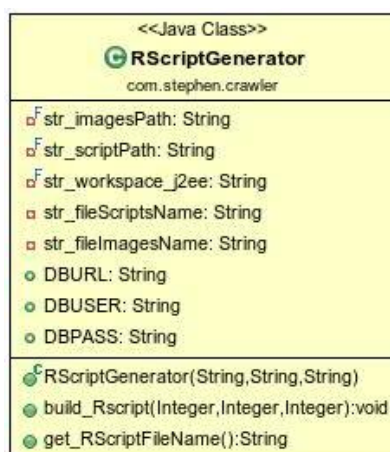 <<Java Class>>
C RScriptGenerator
com.stephen.crawler
F str_imagesPath: String
F str_scriptPath: String
F str_workspace_j2ee: String
str_fileScriptsName: String
str_fileImagesName: String
DBURL: String
DBUSER: String
DBPASS: String
C RScriptGenerator(String,String,String)
build_Rscript(Integer,Integer,Integer):void
get_RScriptFileName():String